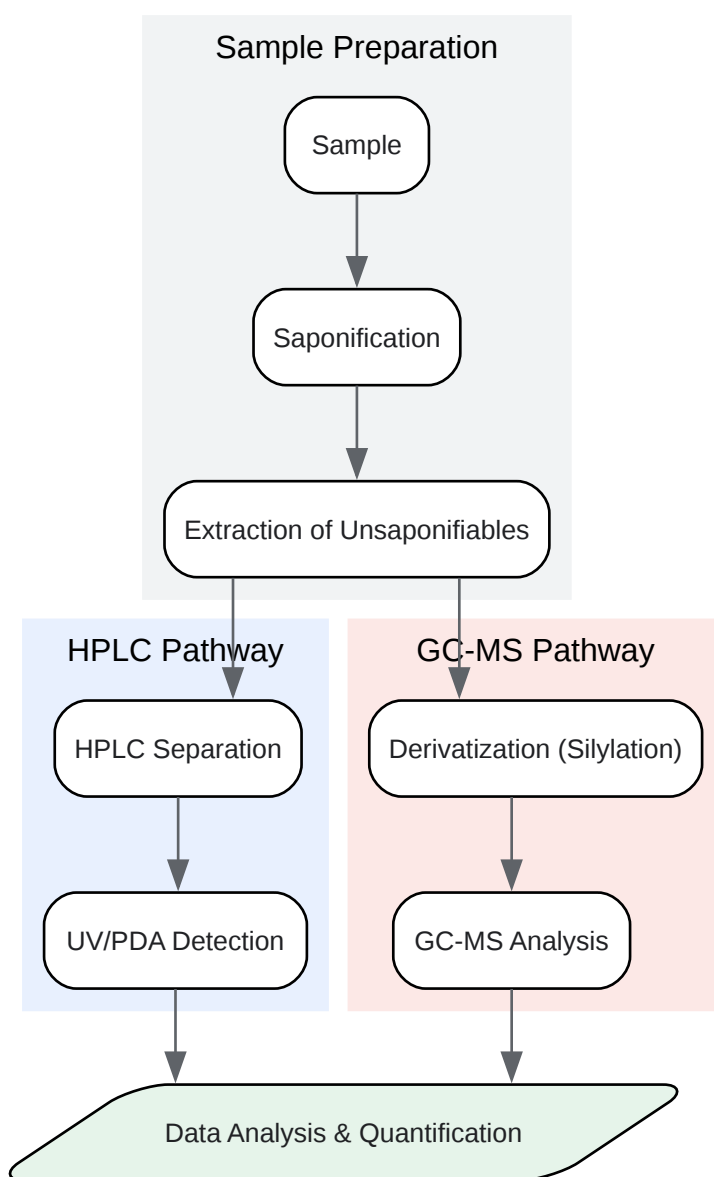 Sample Preparation
Sample
Saponification
Extraction of Unsaponifiables
HPLC Pathway
GC-MS Pathway
HPLC Separation
Derivatization (Silylation)
UV/PDA Detection
GC-MS Analysis
Data Analysis & Quantification